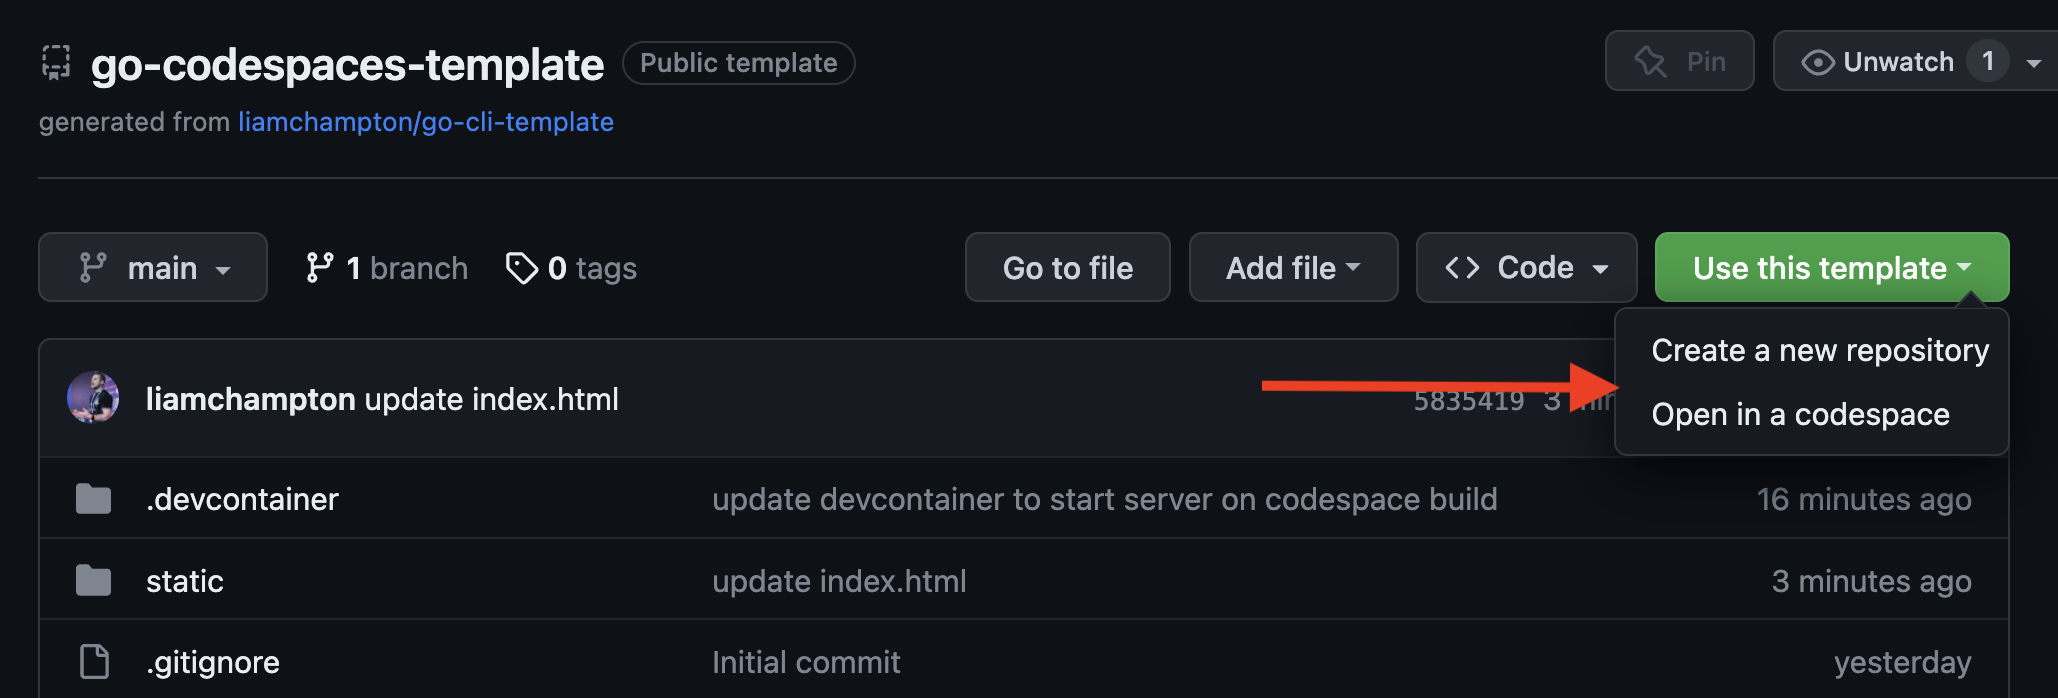 go-codespaces-template Public template Pin Unwatch 1
generated from liamchampton/go-cli-template
main 1 branch 0 tags Go to file Add file Code Use this template
Create a new repository
Open in a codespace
liamchampton update index.html 5835419 3
.devcontainer update devcontainer to start server on codespace build 16 minutes ago
static update index.html 3 minutes ago
.gitignore Initial commit yesterday